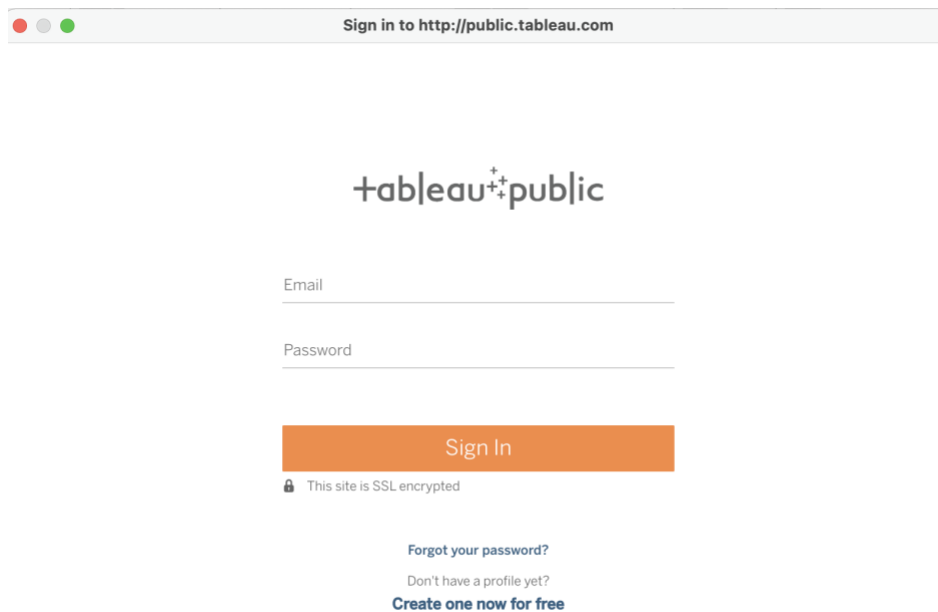 Sign in to http://public.tableau.com
tableau public
Email
Password
Sign In
This site is SSL encrypted
Forgot your password?
Don't have a profile yet?
Create one now for free